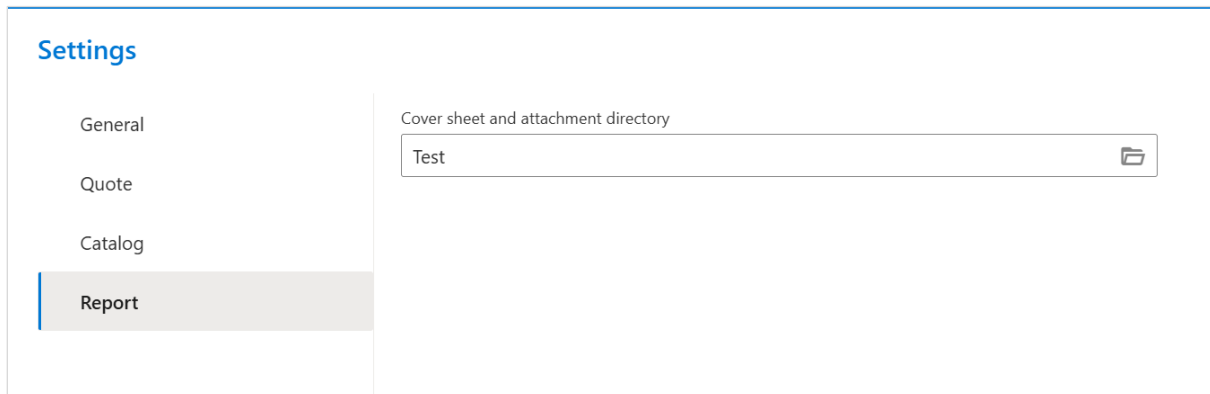 Settings
General
Quote
Catalog
Report
Cover sheet and attachment directory
Test